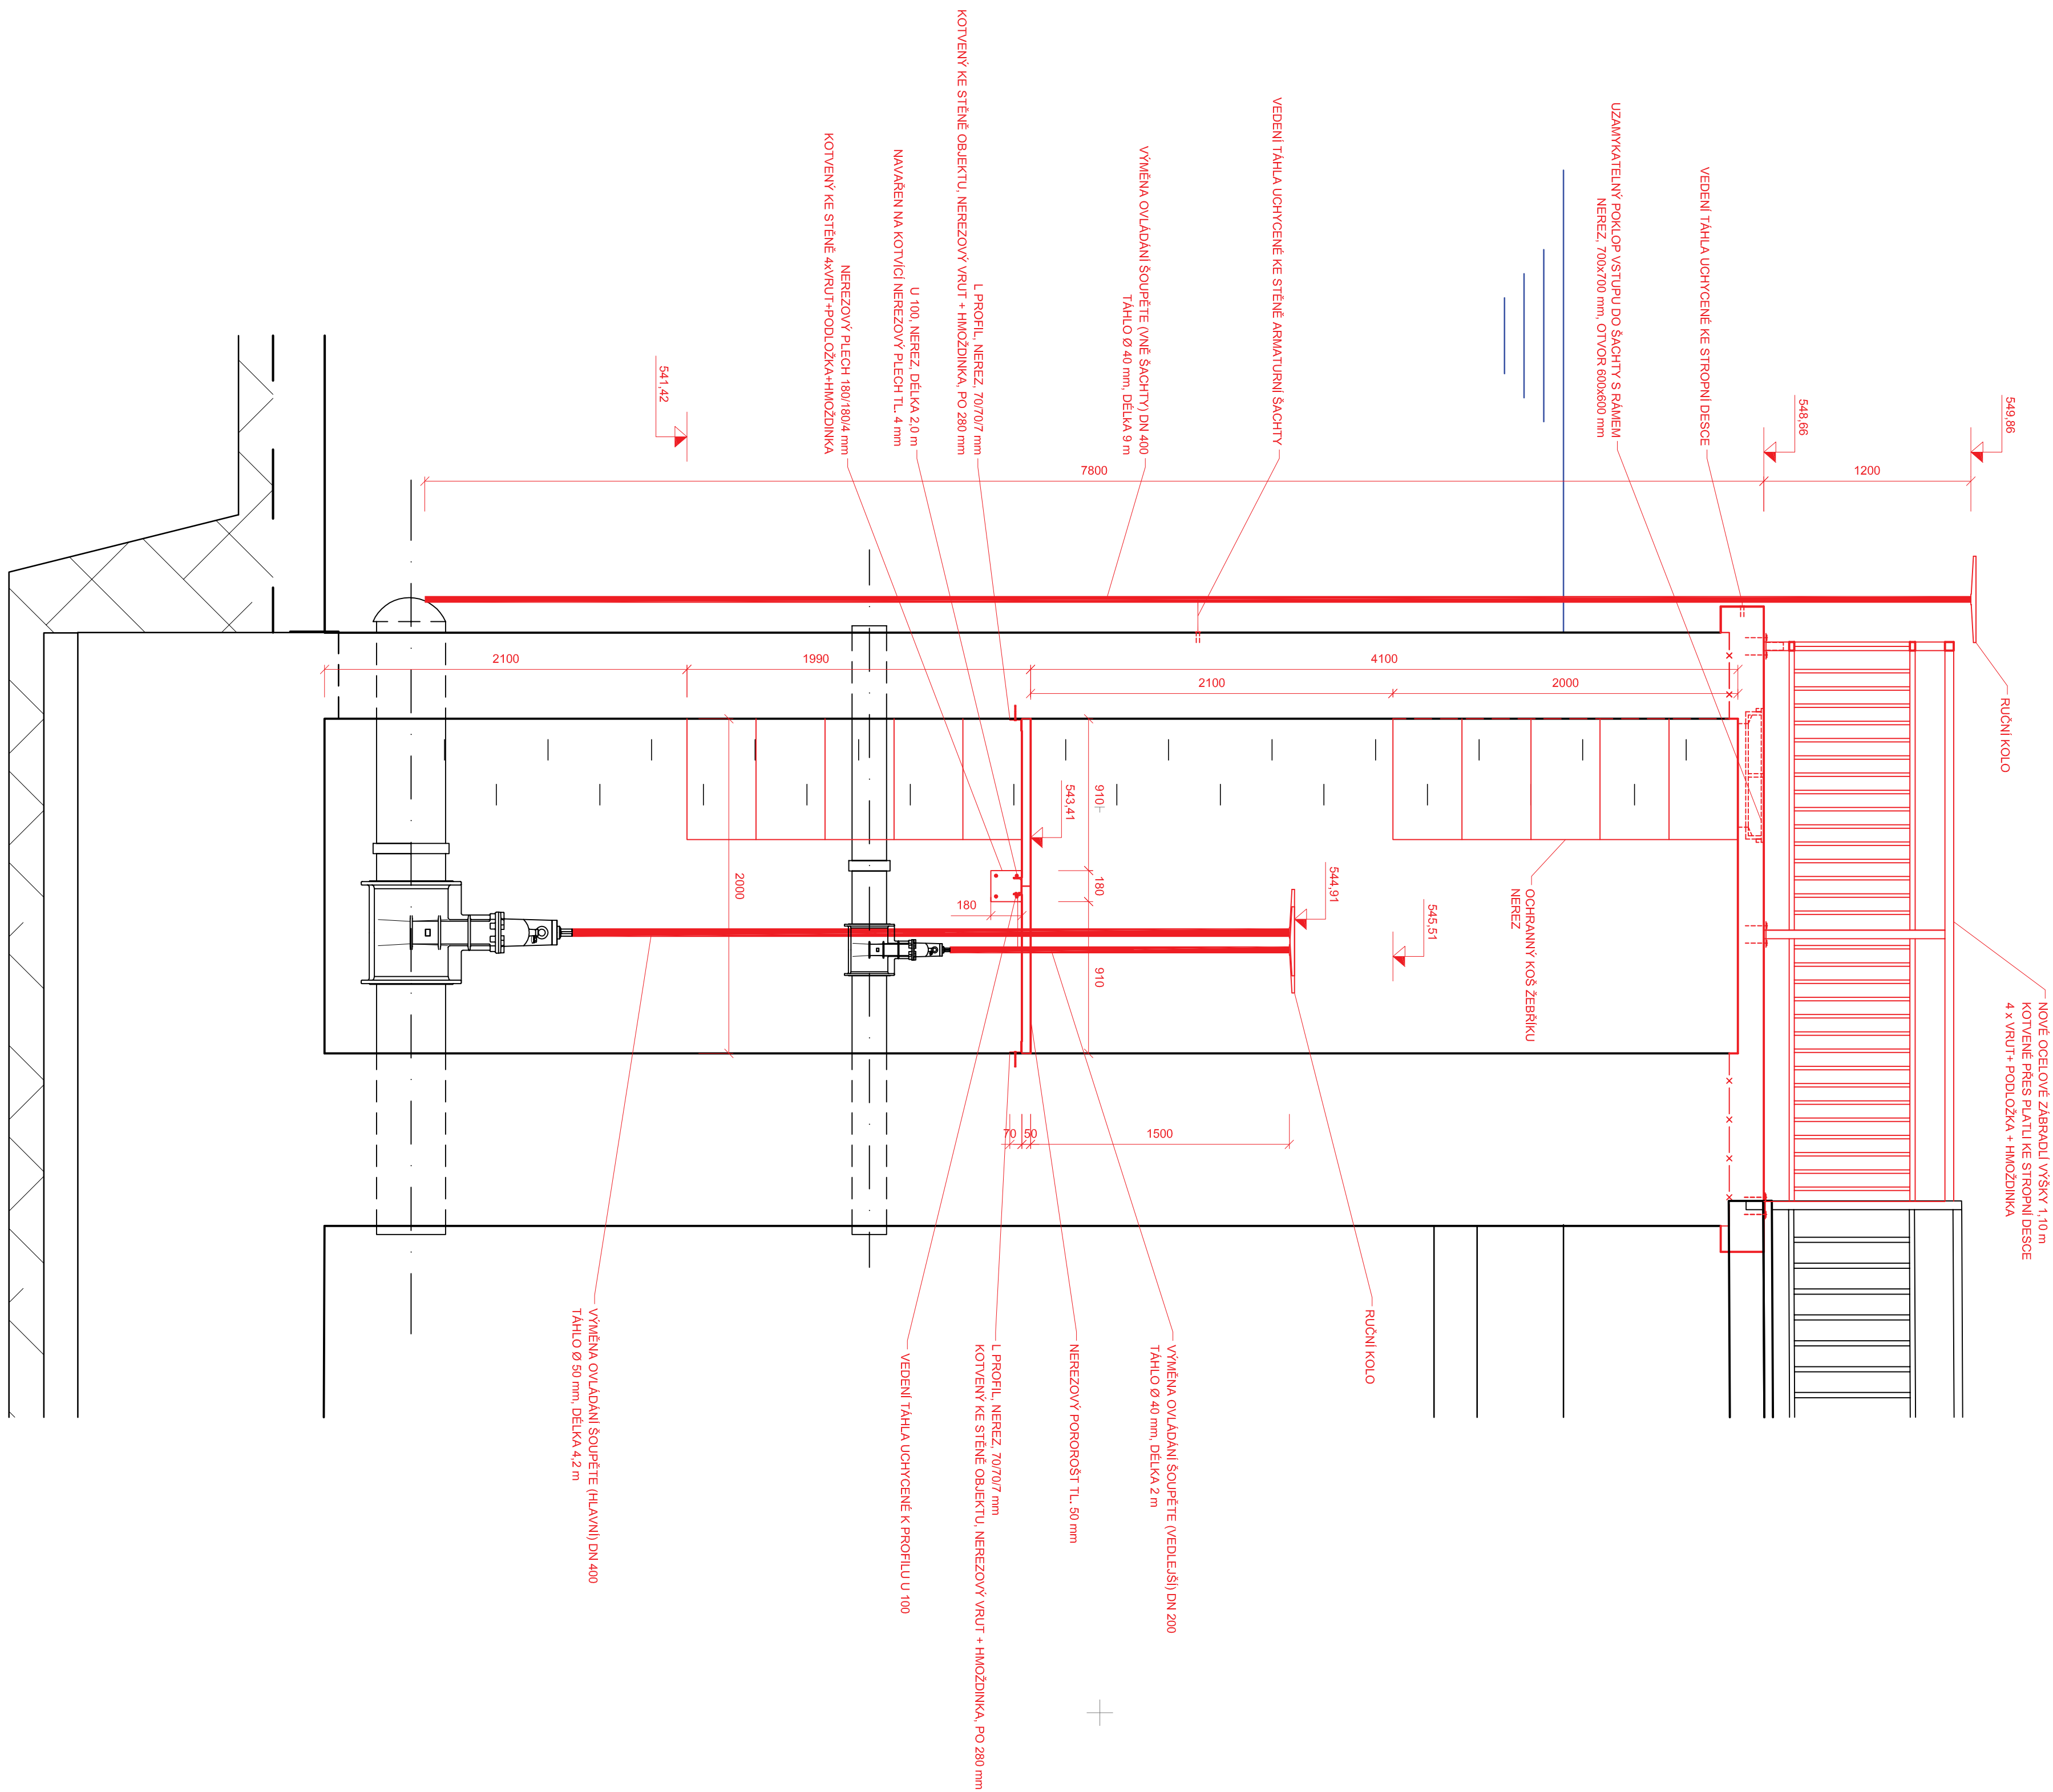 NOVÉ OCELOVÉ ZÁBRADLÍ VÝŠKY 1,10 m
KOTVENÉ PŘES PLATLI KE STROPNÍ DESCE
4 x VRUT+ PODLOŽKA + HMOŽDINKA
549,86
RUČNÍ KOLO
1200
548,66
VEDENÍ TÁHLA UCHYCENÉ KE STROPNÍ DESCE
UZAMYKATELNÝ POKLOP VSTUPU DO ŠACHTY S RÁMEM
NEREZ, 700x700 mm, OTVOR 600x600 mm
OCHRANNÝ KOŠ ŽEBŘÍKU
NEREZ
2000
4100
545,51
RUČNÍ KOLO
544,91
VEDENÍ TÁHLA UCHYCENÉ KE STĚNĚ ARMATURNÍ ŠACHTY
2100
VÝMĚNA OVLÁDÁNÍ ŠOUPĚTE (VNĚ ŠACHTY) DN 400
TÁHLO Ø 40 mm, DÉLkA 9 m
7800
1500
VÝMĚNA OVLÁDÁNÍ ŠOUPĚTE (VEDLEJŠÍ) DN 200
TÁHLO Ø 40 mm, DÉLKA 2 m
910
180
910
543,41
NEREZOVÝ POROROŠT TL. 50 mm
50
70
L PROFIL, NEREZ, 70/70/7 mm
KOTVENÝ KE STĚNĚ OBJEKTU, NEREZOVÝ VRUT + HMOŽDINKA, PO 280 mm
L PROFIL, NEREZ, 70/70/7 mm
KOTVENÝ KE STĚNĚ OBJEKTU, NEREZOVÝ VRUT + HMOŽDINKA, PO 280 mm
180
U 100, NEREZ, DÉLKA 2,0 m
NAVAŘEN NA KOTVÍCÍ NEREZOVÝ PLECH TL. 4 mm
VEDENÍ TÁHLA UCHYCENÉ K PROFILU U 100
NEREZOVÝ PLECH 180/180/4 mm
KOTVENÝ KE STĚNĚ 4xVRUT+PODLOŽKA+HMOŽDINKA
1990
2000
541,42
VÝMĚNA OVLÁDÁNÍ ŠOUPĚTE (HLAVNÍ) DN 400
TÁHLO Ø 50 mm, DÉLKA 4,2 m
2100